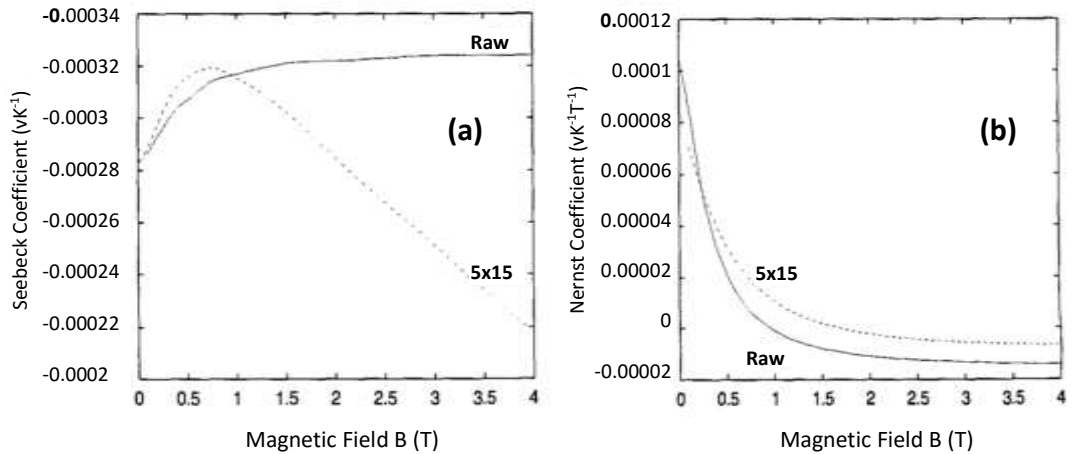 -0.00034
-0.00032
-0.0003
-0.00028
-0.00026
-0.00024
-0.00022
-0.0002
Seebeck Coefficient (vK-1)
Raw
(a)
5x15
0 0.5 1 1.5 2 2.5 3 3.5 4
Magnetic Field B (T)
0.00012
0.0001
0.00008
0.00006
0.00004
0.00002
0
-0.00002
Nernst Coefficient (vK-1T-1)
(b)
5x15
Raw
0 0.5 1 1.5 2 2.5 3 3.5 4
Magnetic Field B (T)